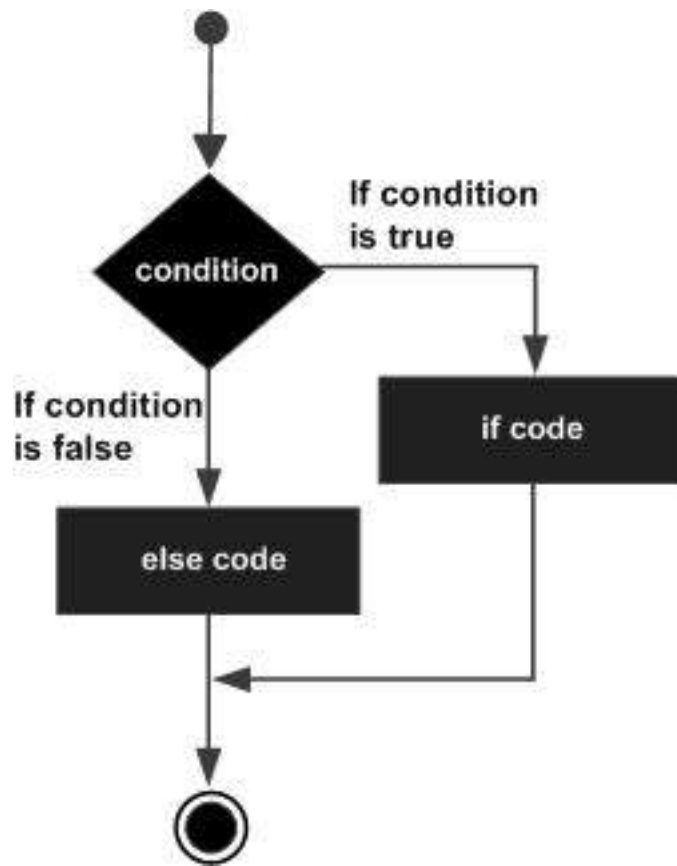 If condition
is true
condition
If condition
is false
if code
else code